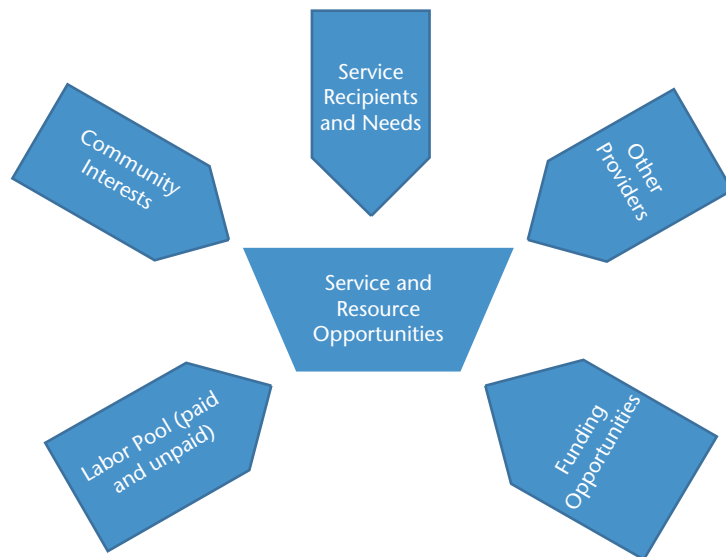 Service
Recipients
and Needs
Community
Interests
Other
Providers
Service and
Resource
Opportunities
Labor Pool (paid
and unpaid)
Funding
Opportunities